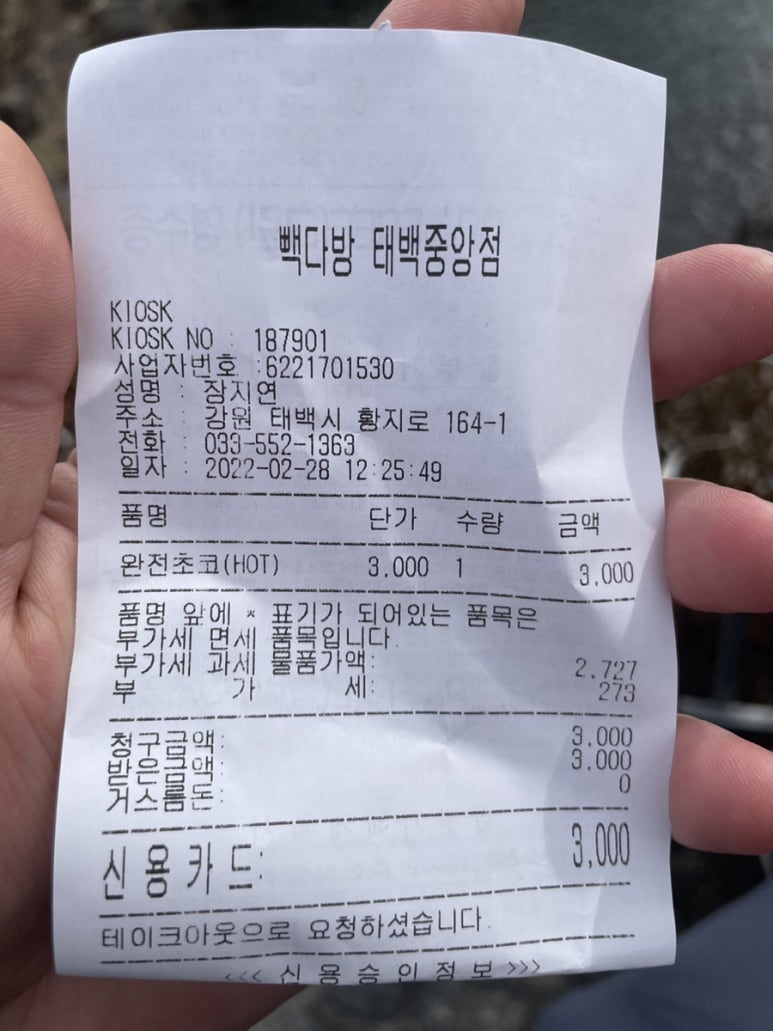 빽다방 태백중앙점
KIOSK
KIOSK NO : 187901
사업자번호 :6221701530
성명 : 장지연
주소 : 강원 태백시 황지로 164-1
전화 : 033-552-1363
일자 : 2022-02-28 12:25:49
품명 단가 수량 금액
완전초코(HOT) 3.000 1 3.000
품명 앞에 * 표기가 되어있는 품목은
부가세 면세 품목입니다.
부가세 과세 물품가액: 2.727
부 가 세: 273
청구금액: 3.000
받은금액: 3.000
거스름돈: 0
신용카드: 3,000
테이크아웃으로 요청하셨습니다.
<<< 신 용 승 인 정 보 >>>